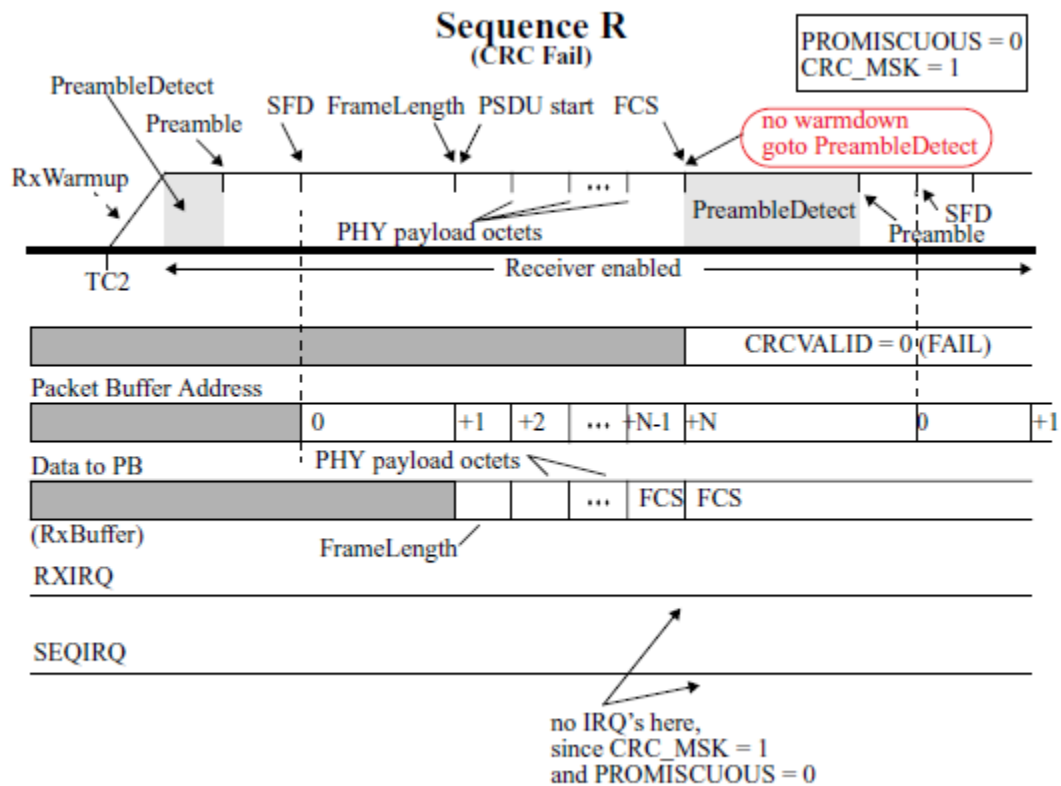 Sequence R
(CRC Fail)
PROMISCUOUS = 0
CRC_MSK = 1
PreambleDetect
Preamble
SFD
FrameLength
PSDU start
FCS
no warmdown
goto PreambleDetect
RxWarmup
...
PHY payload octets
PreambleDetect
SFD
Preamble
TC2
Receiver enabled
CRCVALID = 0 (FAIL)
Packet Buffer Address
0 +1 +2 ... +N-1 +N 0 +1
Data to PB
PHY payload octets
... FCS FCS
(RxBuffer)
FrameLength
RXIRQ
SEQIRQ
no IRQ's here,
since CRC_MSK = 1
and PROMISCUOUS = 0